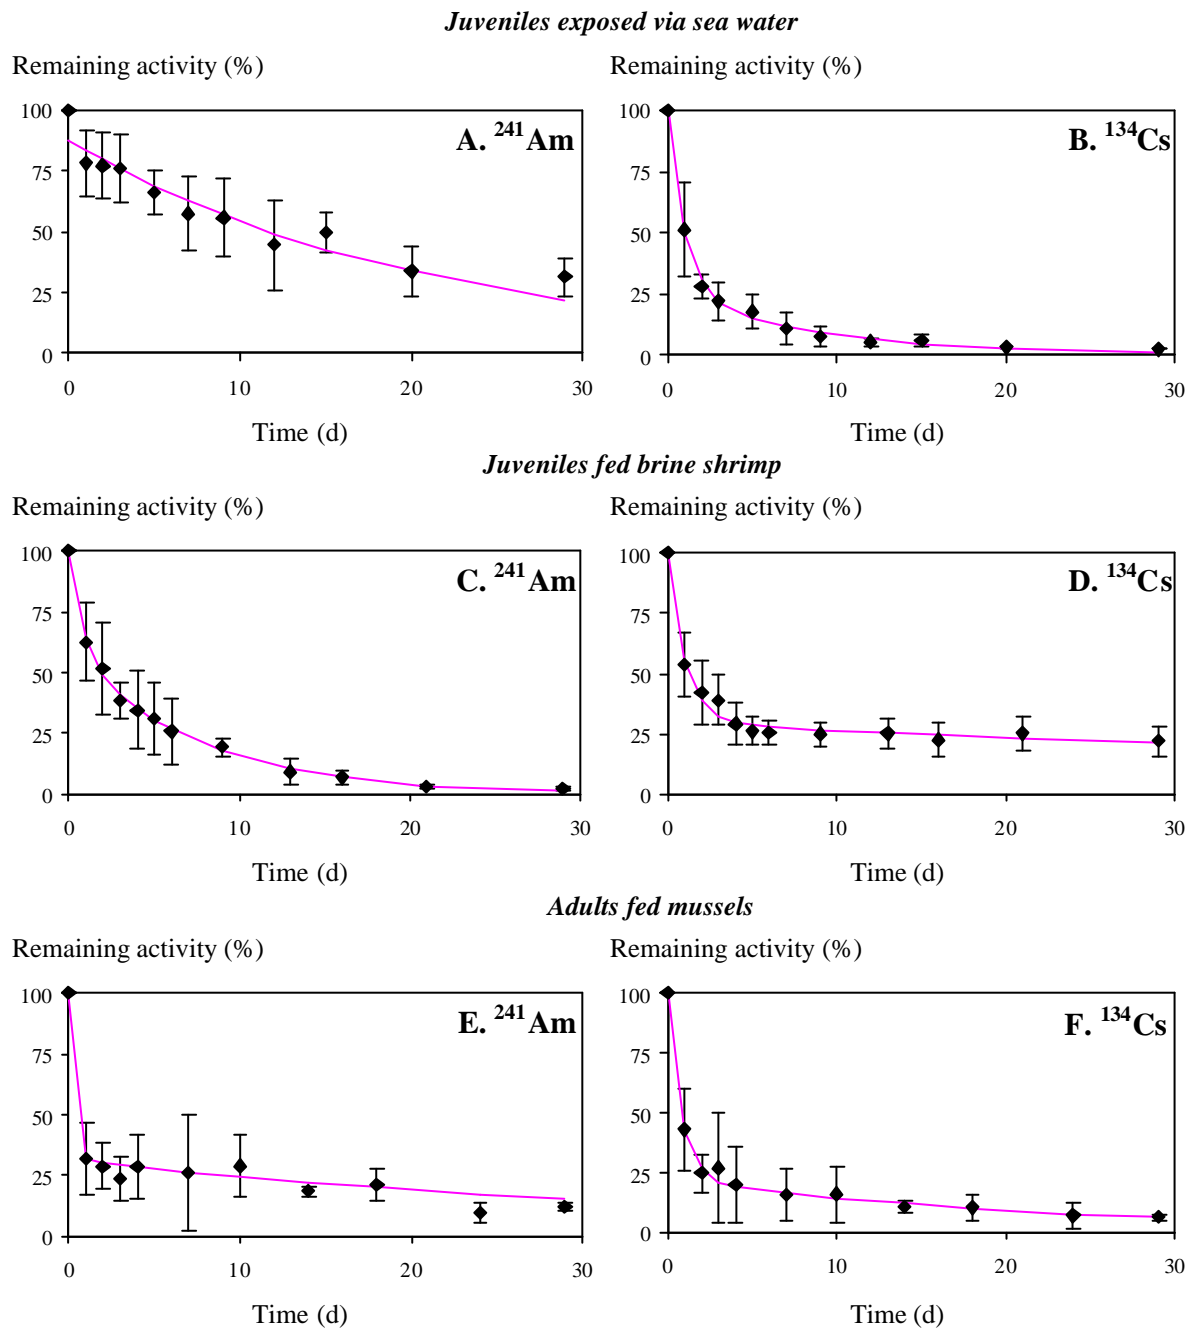 Juveniles exposed via sea water
Remaining activity (%) Remaining activity (%)
A. 241Am B. 134Cs
100 100
75 75
50 50
25 25
0 0
0 10 20 30 0 10 20 30
Time (d) Time (d)
Juveniles fed brine shrimp
Remaining activity (%) Remaining activity (%)
C. 241Am D. 134Cs
100 100
75 75
50 50
25 25
0 0
0 10 20 30 0 10 20 30
Time (d) Time (d)
Adults fed mussels
Remaining activity (%) Remaining activity (%)
E. 241Am F. 134Cs
100 100
75 75
50 50
25 25
0 0
0 10 20 30 0 10 20 30
Time (d) Time (d)